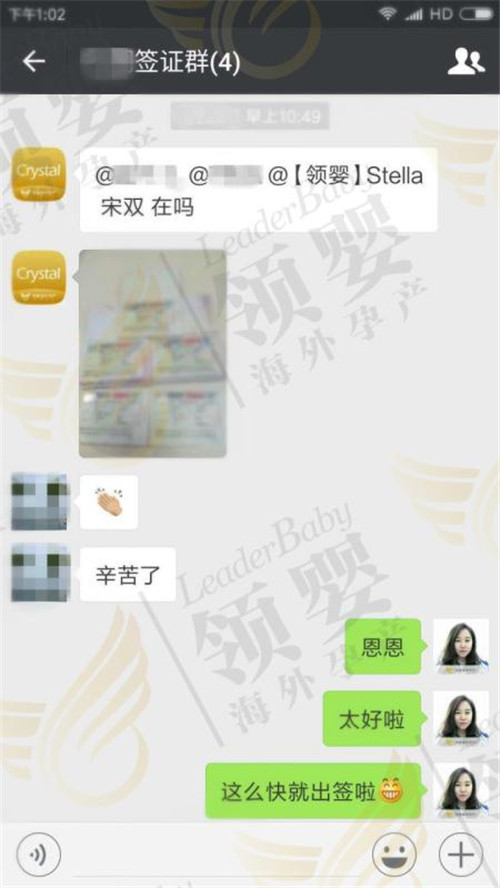 下午1:02
HD
签证群(4)
早上10:49
Crystal
@ @ @【领婴】Stella
宋双 在吗
Crystal
👏
辛苦了
恩恩
太好啦
这么快就出签啦😁
LeaderBaby
领婴
海外孕产
LeaderBaby
领婴
海外孕产